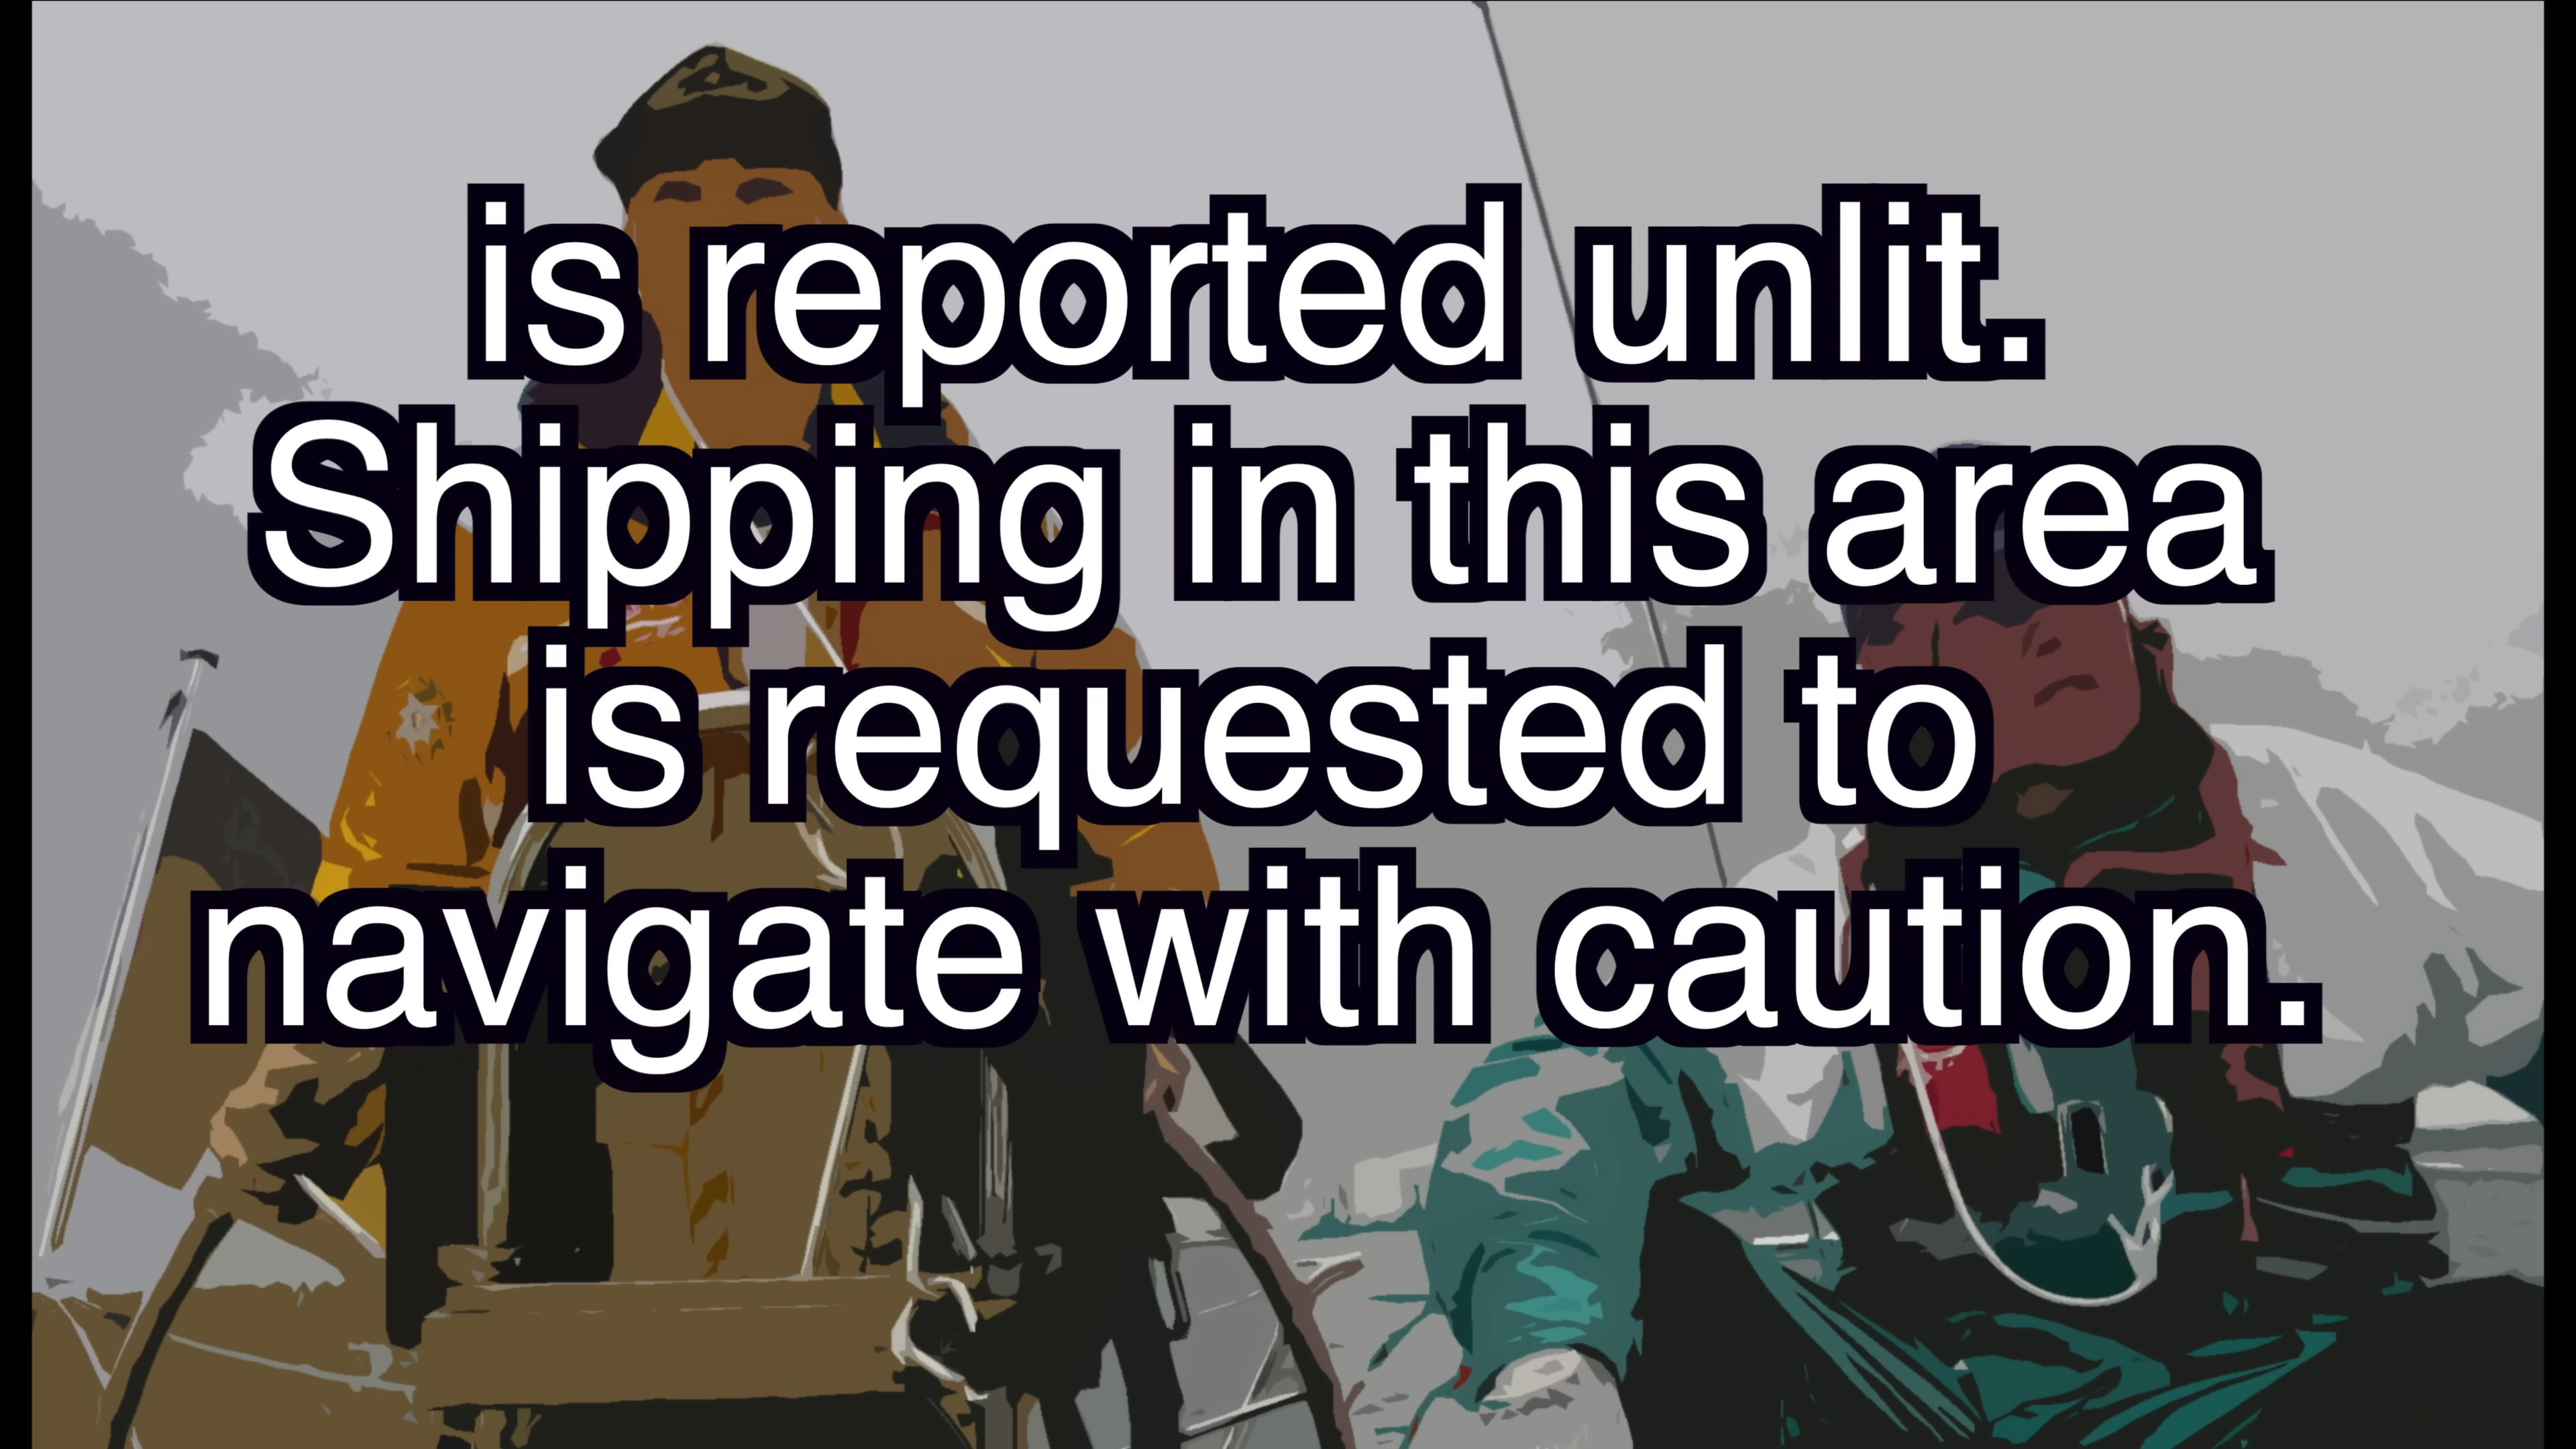 is reported unlit.
Shipping in this area
is requested to
navigate with caution.